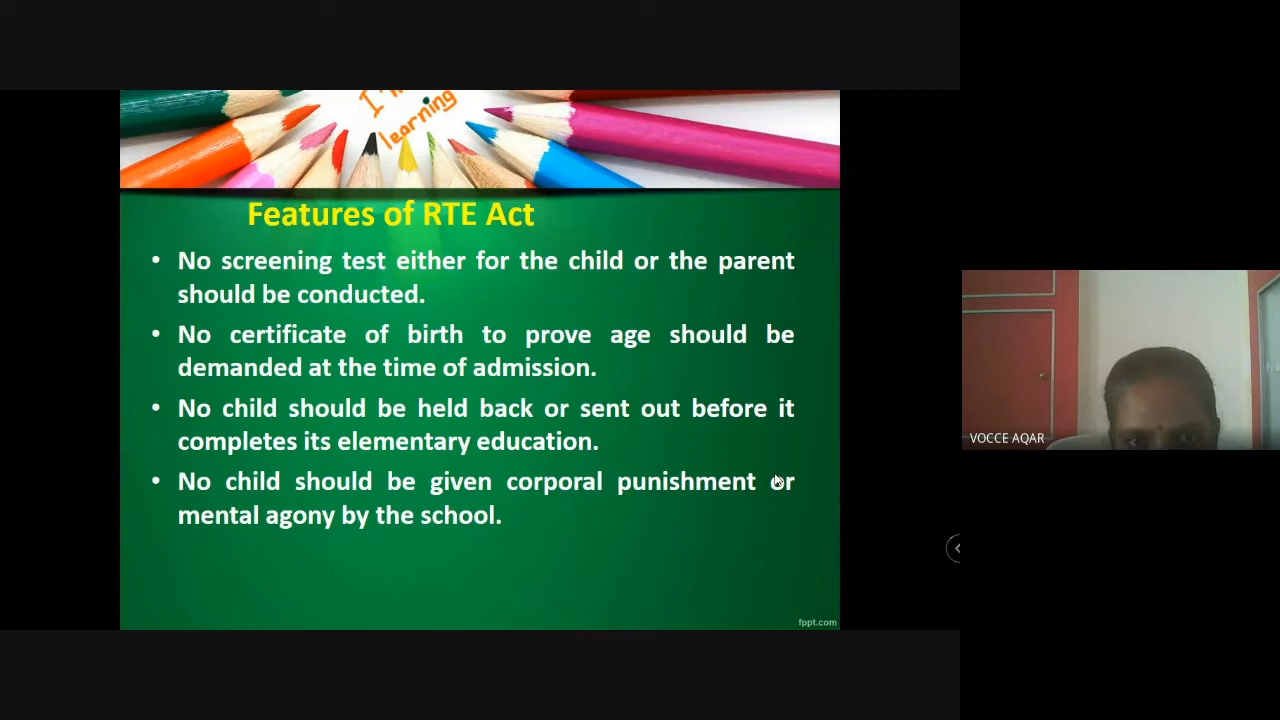 learning
Features of RTE Act
• No screening test either for the child or the parent
should be conducted.
• No certificate of birth to prove age should be
demanded at the time of admission.
• No child should be held back or sent out before it
completes its elementary education.
• No child should be given corporal punishment or
mental agony by the school.
fppt.com
VOCCE AQAR